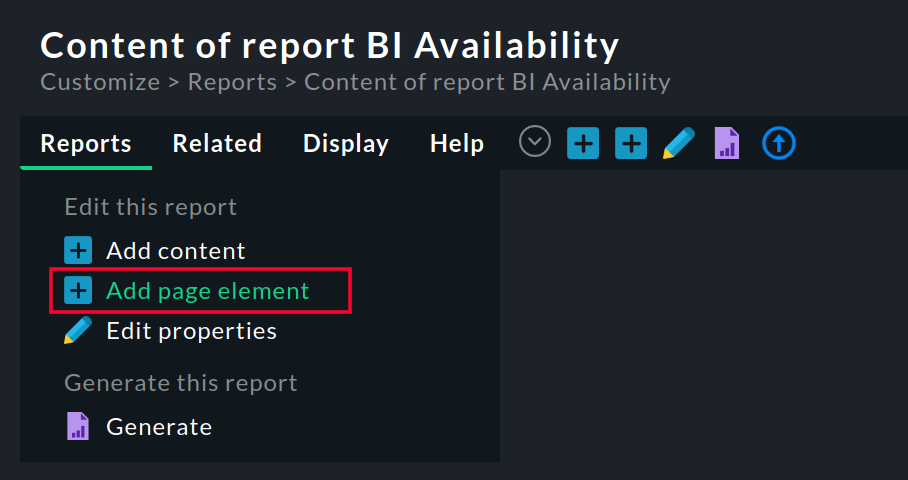 Content of report BI Availability
Customize > Reports > Content of report BI Availability
Reports Related Display Help
Edit this report
Add content
Add page element
Edit properties
Generate this report
Generate